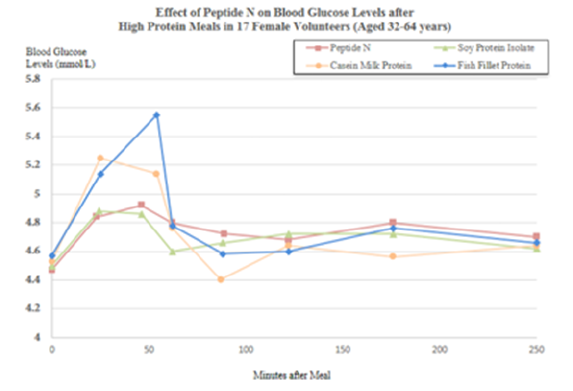 Effect of Peptide N on Blood Glucose Levels after
High Protein Meals in 17 Female Volunteers (Aged 32-64 years)
Blood Glucose
Levels (mmol/L)
Peptide N
Soy Protein Isolate
Casein Milk Protein
Fish Fillet Protein
5.8
5.6
5.4
5.2
5
4.8
4.6
4.4
4.2
4
0
50
100
150
200
250
Minutes after Meal